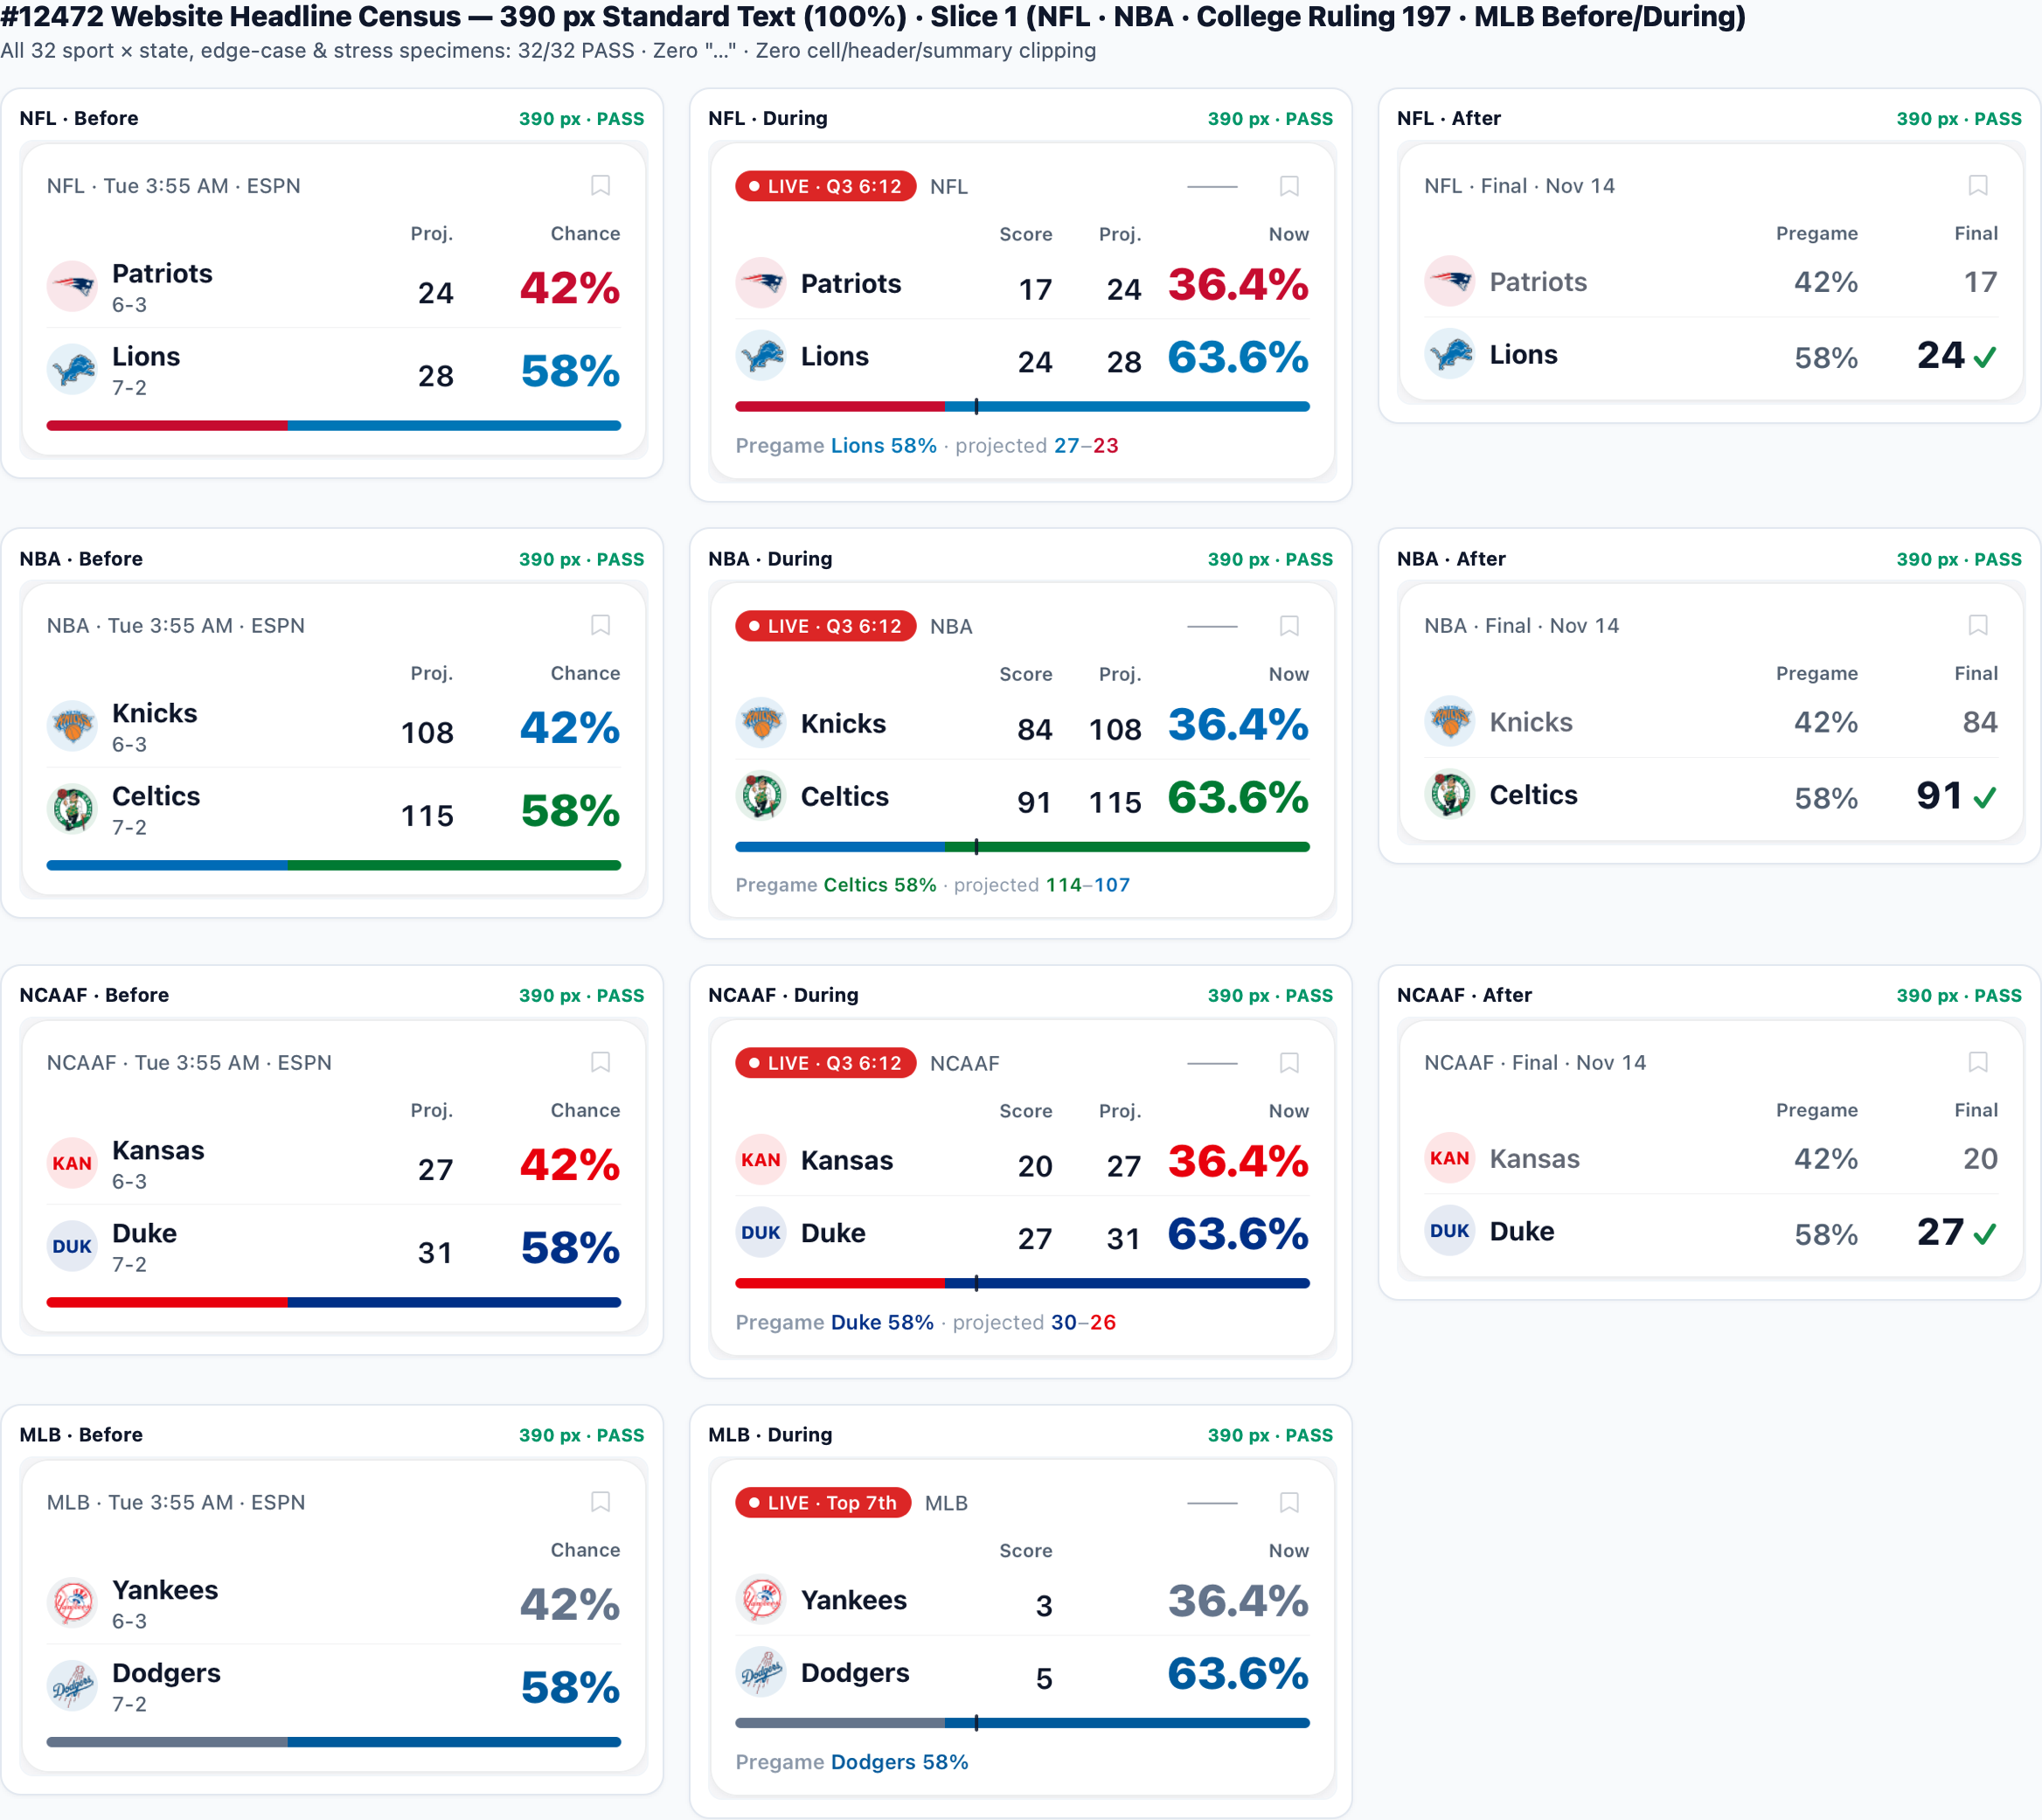 #12472 Website Headline Census — 390 px Standard Text (100%) · Slice 1 (NFL · NBA · College Ruling 197 · MLB Before/During)
All 32 sport × state, edge-case & stress specimens: 32/32 PASS · Zero "..." · Zero cell/header/summary clipping
NFL · Before 390 px · PASS
NFL · Tue 3:55 AM · ESPN
Proj. Chance
Patriots
6-3
24 42%
Lions
7-2
28 58%
NFL · During 390 px · PASS
LIVE · Q3 6:12 NFL
Score Proj. Now
Patriots 17 24 36.4%
Lions 24 28 63.6%
Pregame Lions 58% · projected 27–23
NFL · After 390 px · PASS
NFL · Final · Nov 14
Pregame Final
Patriots 42% 17
Lions 58% 24 ✓
NBA · Before 390 px · PASS
NBA · Tue 3:55 AM · ESPN
Proj. Chance
Knicks
6-3
108 42%
Celtics
7-2
115 58%
NBA · During 390 px · PASS
LIVE · Q3 6:12 NBA
Score Proj. Now
Knicks 84 108 36.4%
Celtics 91 115 63.6%
Pregame Celtics 58% · projected 114–107
NBA · After 390 px · PASS
NBA · Final · Nov 14
Pregame Final
Knicks 42% 84
Celtics 58% 91 ✓
NCAAF · Before 390 px · PASS
NCAAF · Tue 3:55 AM · ESPN
Proj. Chance
KAN Kansas
6-3
27 42%
DUK Duke
7-2
31 58%
NCAAF · During 390 px · PASS
LIVE · Q3 6:12 NCAAF
Score Proj. Now
KAN Kansas 20 27 36.4%
DUK Duke 27 31 63.6%
Pregame Duke 58% · projected 30–26
NCAAF · After 390 px · PASS
NCAAF · Final · Nov 14
Pregame Final
KAN Kansas 42% 20
DUK Duke 58% 27 ✓
MLB · Before 390 px · PASS
MLB · Tue 3:55 AM · ESPN
Chance
Yankees
6-3
42%
Dodgers
Dodgers
7-2
58%
MLB · During 390 px · PASS
LIVE · Top 7th MLB
Score Now
Yankees 3 36.4%
Dodgers
Dodgers 5 63.6%
Pregame Dodgers 58%